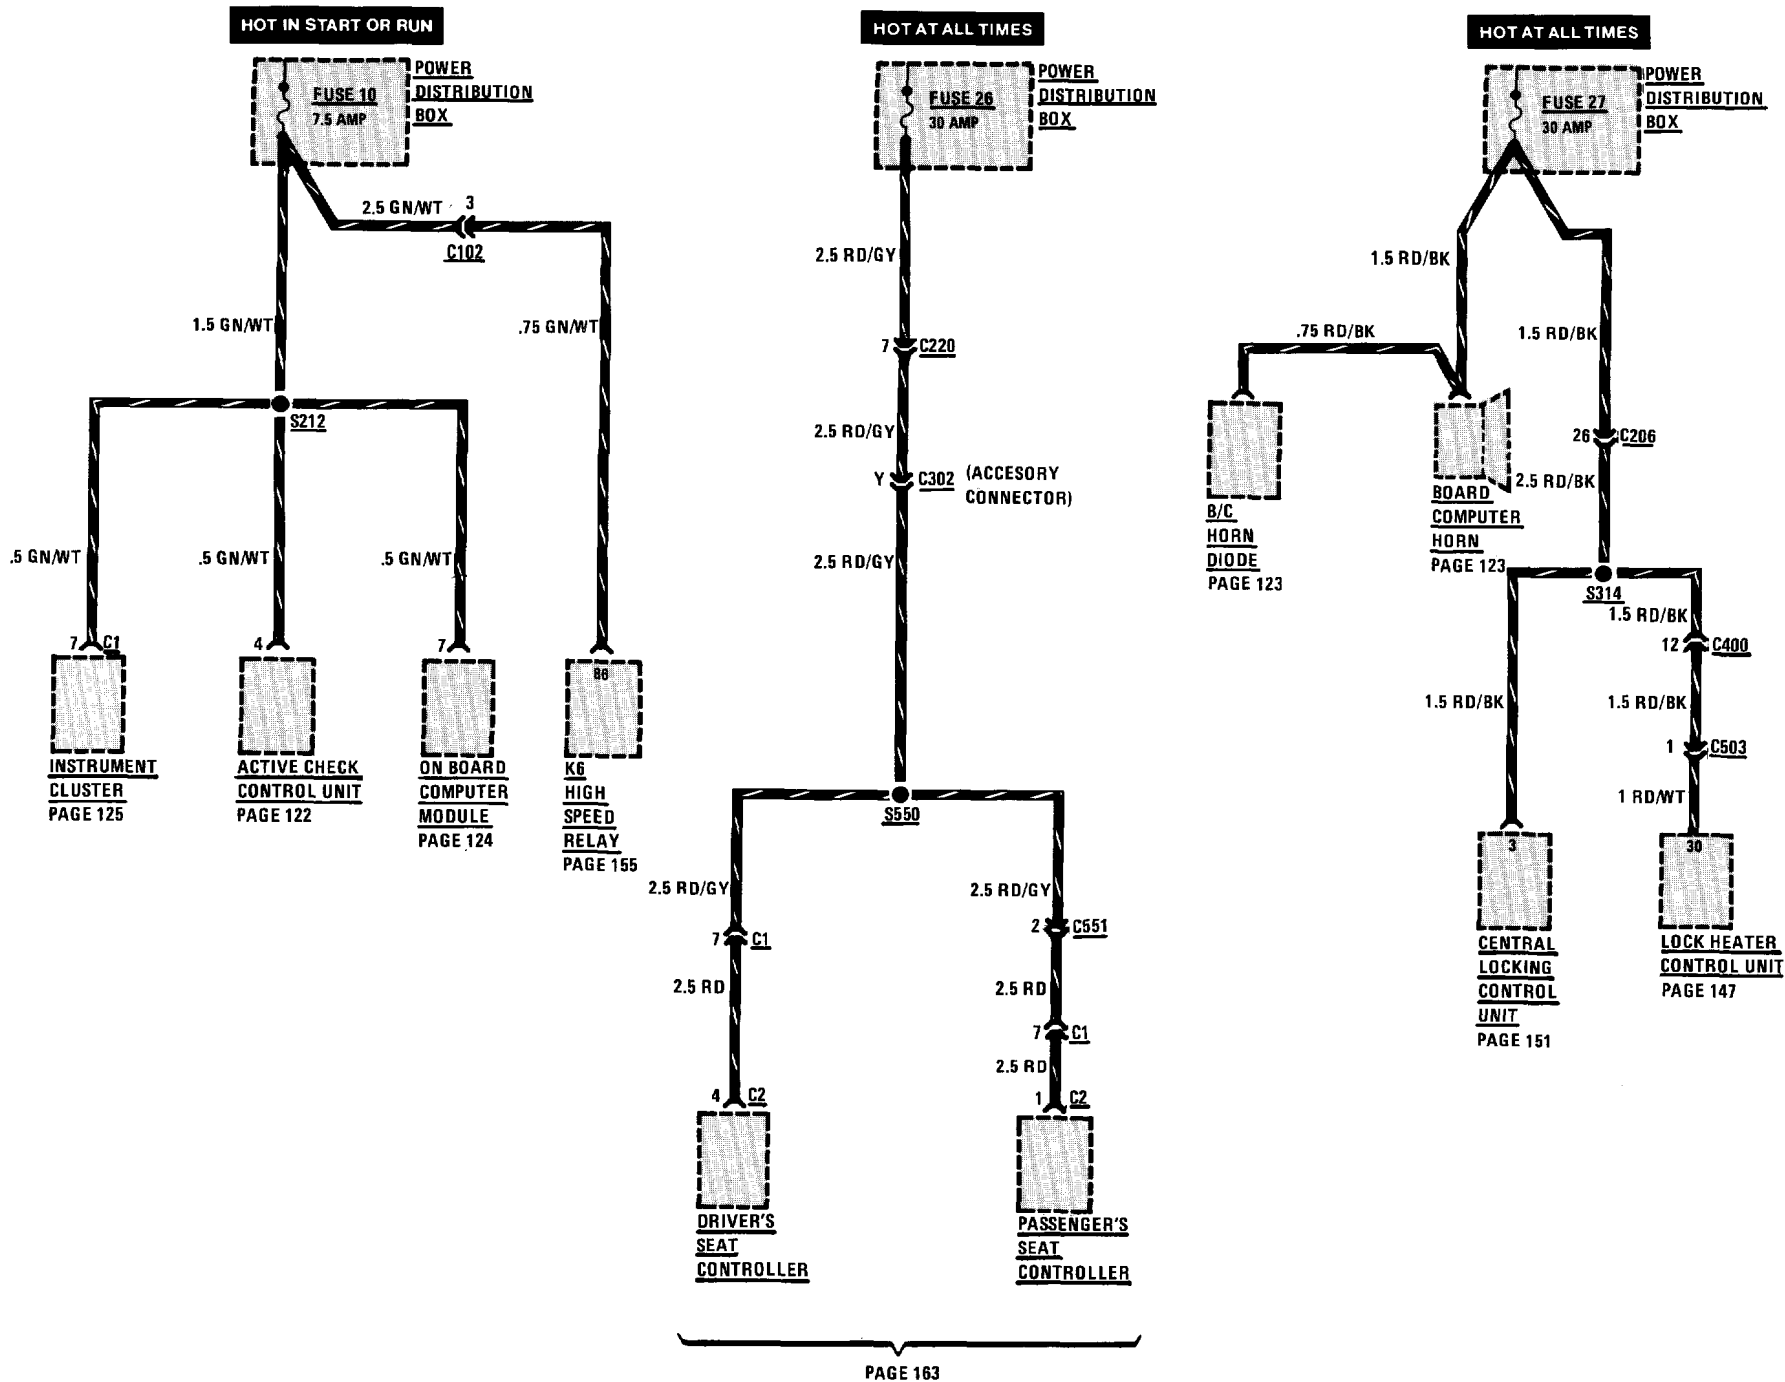 HOT IN START OR RUN
POWER
DISTRIBUTION
BOX
FUSE 10
7.5 AMP
2.5 GN/WT
3
C102
1.5 GN/WT
.75 GN/WT
S212
.5 GN/WT
.5 GN/WT
.5 GN/WT
7
C1
4
7
86
INSTRUMENT
CLUSTER
PAGE 125
ACTIVE CHECK
CONTROL UNIT
PAGE 122
ON BOARD
COMPUTER
MODULE
PAGE 124
K6
HIGH
SPEED
RELAY
PAGE 155
HOT AT ALL TIMES
POWER
DISTRIBUTION
BOX
FUSE 26
30 AMP
2.5 RD/GY
7
C220
2.5 RD/GY
Y
C302
(ACCESORY
CONNECTOR)
2.5 RD/GY
S550
2.5 RD/GY
2.5 RD/GY
7
C1
2
C551
2.5 RD
2.5 RD
7
C1
2.5 RD
4
C2
1
C2
DRIVER'S
SEAT
CONTROLLER
PASSENGER'S
SEAT
CONTROLLER
PAGE 163
HOT AT ALL TIMES
POWER
DISTRIBUTION
BOX
FUSE 27
30 AMP
1.5 RD/BK
.75 RD/BK
1.5 RD/BK
26
C206
2.5 RD/BK
B/C
HORN
DIODE
PAGE 123
BOARD
COMPUTER
HORN
PAGE 123
S314
1.5 RD/BK
12
C400
1.5 RD/BK
1.5 RD/BK
1
C503
1 RD/WT
3
30
CENTRAL
LOCKING
CONTROL
UNIT
PAGE 151
LOCK HEATER
CONTROL UNIT
PAGE 147